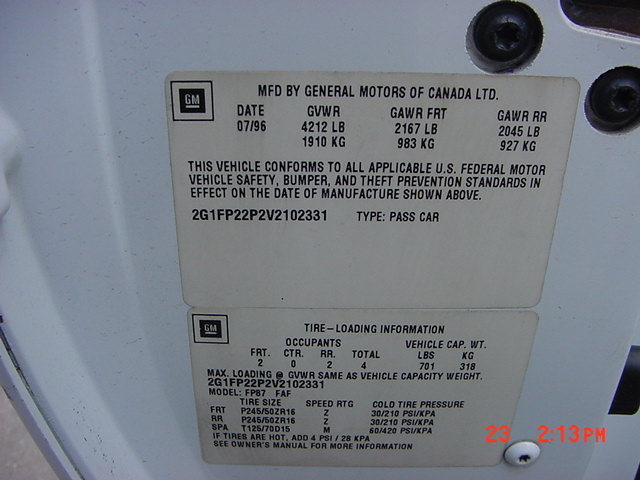 GM
MFD BY GENERAL MOTORS OF CANADA LTD.
DATE GVWR GAWR FRT GAWR RR
07/96 4212 LB 2167 LB 2045 LB
1910 KG 983 KG 927 KG
THIS VEHICLE CONFORMS TO ALL APPLICABLE U.S. FEDERAL MOTOR
VEHICLE SAFETY, BUMPER, AND THEFT PREVENTION STANDARDS IN
EFFECT ON THE DATE OF MANUFACTURE SHOWN ABOVE.
2G1FP22P2V2102331 TYPE: PASS CAR
GM
TIRE-LOADING INFORMATION
OCCUPANTS VEHICLE CAP. WT.
FRT. CTR. RR. TOTAL LBS KG
2 0 2 4 701 318
MAX. LOADING @ GVWR SAME AS VEHICLE CAPACITY WEIGHT.
2G1FP22P2V2102331
MODEL: FP87 FAF
TIRE SIZE SPEED RTG COLD TIRE PRESSURE
FRT P245/50ZR16 Z 30/210 PSI/KPA
RR P245/50ZR16 Z 30/210 PSI/KPA
SPA T125/70D15 M 60/420 PSI/KPA
IF TIRES ARE HOT, ADD 4 PSI / 28 KPA
SEE OWNER'S MANUAL FOR MORE INFORMATION
23 2:13PM